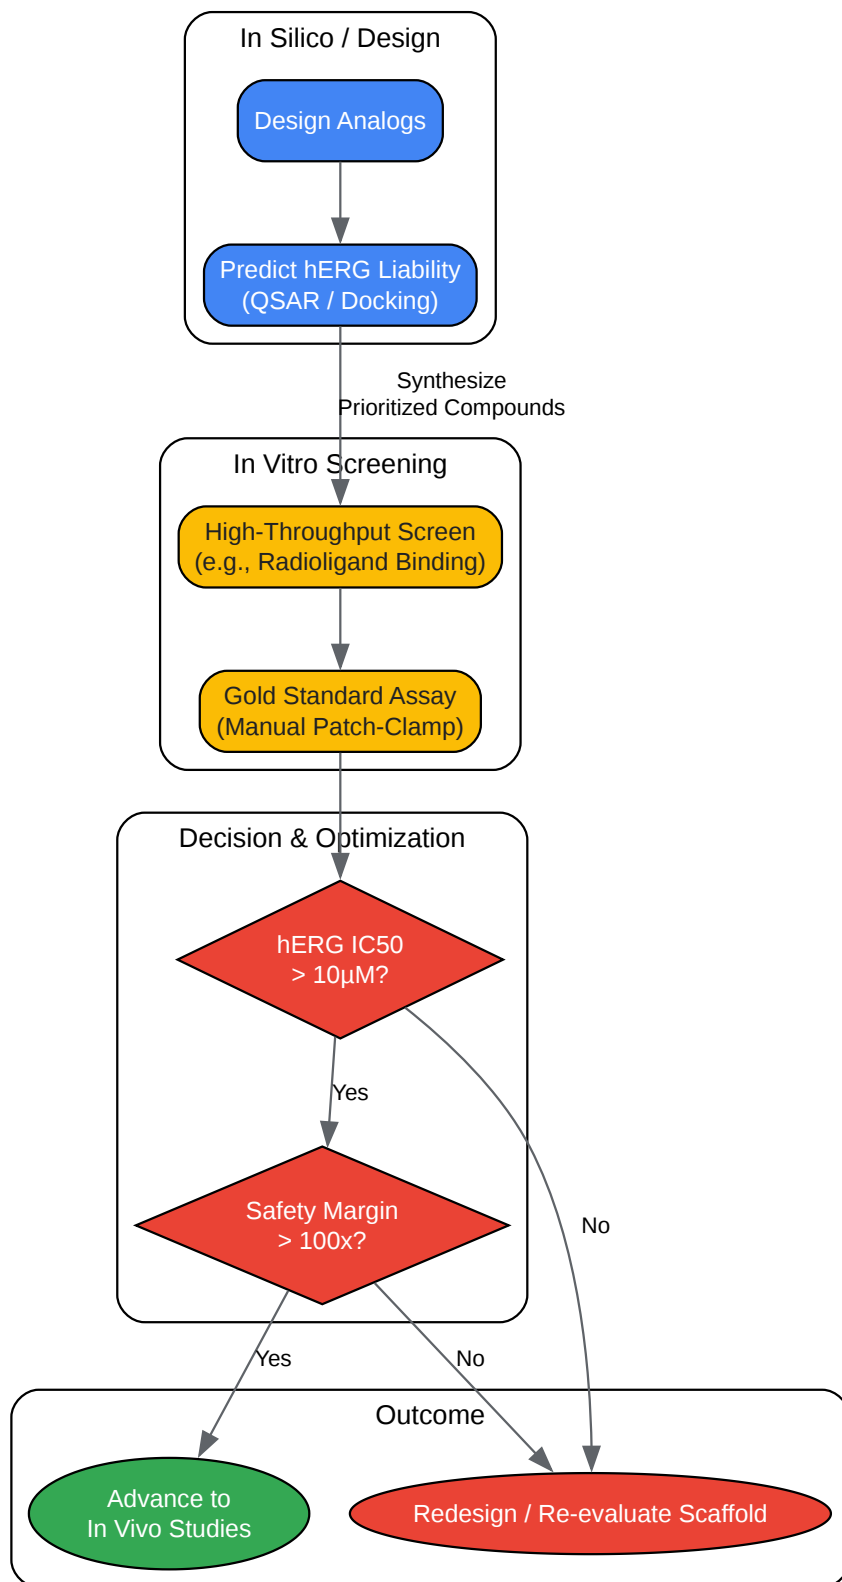 In Silico / Design
Design Analogs
Predict hERG Liability
(QSAR / Docking)
Synthesize
Prioritized Compounds
In Vitro Screening
High-Throughput Screen
(e.g., Radioligand Binding)
Gold Standard Assay
(Manual Patch-Clamp)
Decision & Optimization
hERG IC50
> 10µM?
Yes
Safety Margin
> 100x?
No
Yes
No
Outcome
Advance to
In Vivo Studies
Redesign / Re-evaluate Scaffold